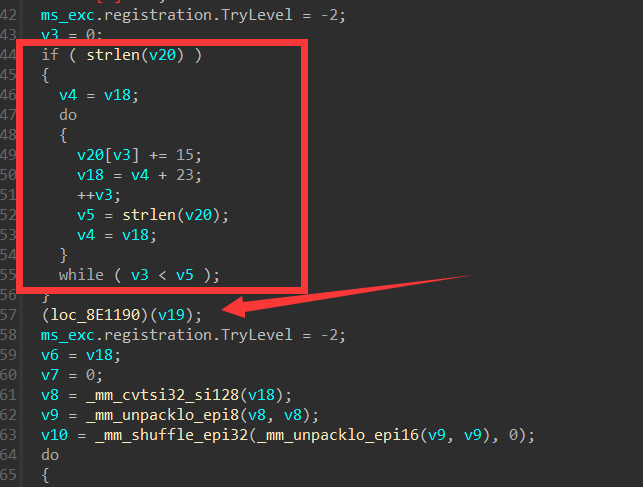 42 ms_exc.registration.TryLevel = -2;
43 v3 = 0;
44 if ( strlen(v20) )
45 {
46 v4 = v18;
47 do
48 {
49 v20[v3] += 15;
50 v18 = v4 + 23;
51 ++v3;
52 v5 = strlen(v20);
53 v4 = v18;
54 }
55 while ( v3 < v5 );
56 }
57 (loc_8E1190)(v19);
58 ms_exc.registration.TryLevel = -2;
59 v6 = v18;
60 v7 = 0;
61 v8 = _mm_cvtsi32_si128(v18);
62 v9 = _mm_unpacklo_epi8(v8, v8);
63 v10 = _mm_shuffle_epi32(_mm_unpacklo_epi16(v9, v9), 0);
64 do
65 {